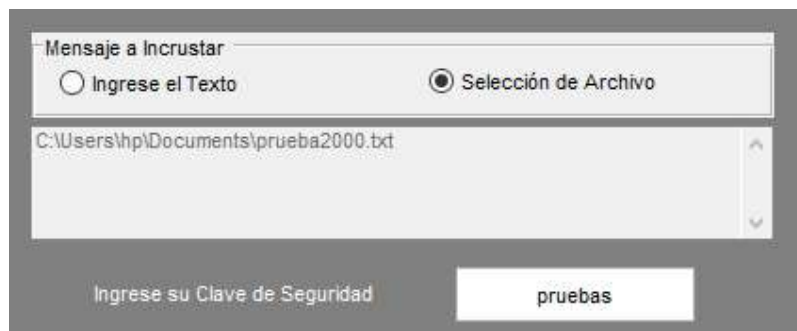 Mensaje a Incrustar
Ingrese el Texto Selección de Archivo
C:\Users\hp\Documents\prueba2000.txt
Ingrese su Clave de Seguridad pruebas